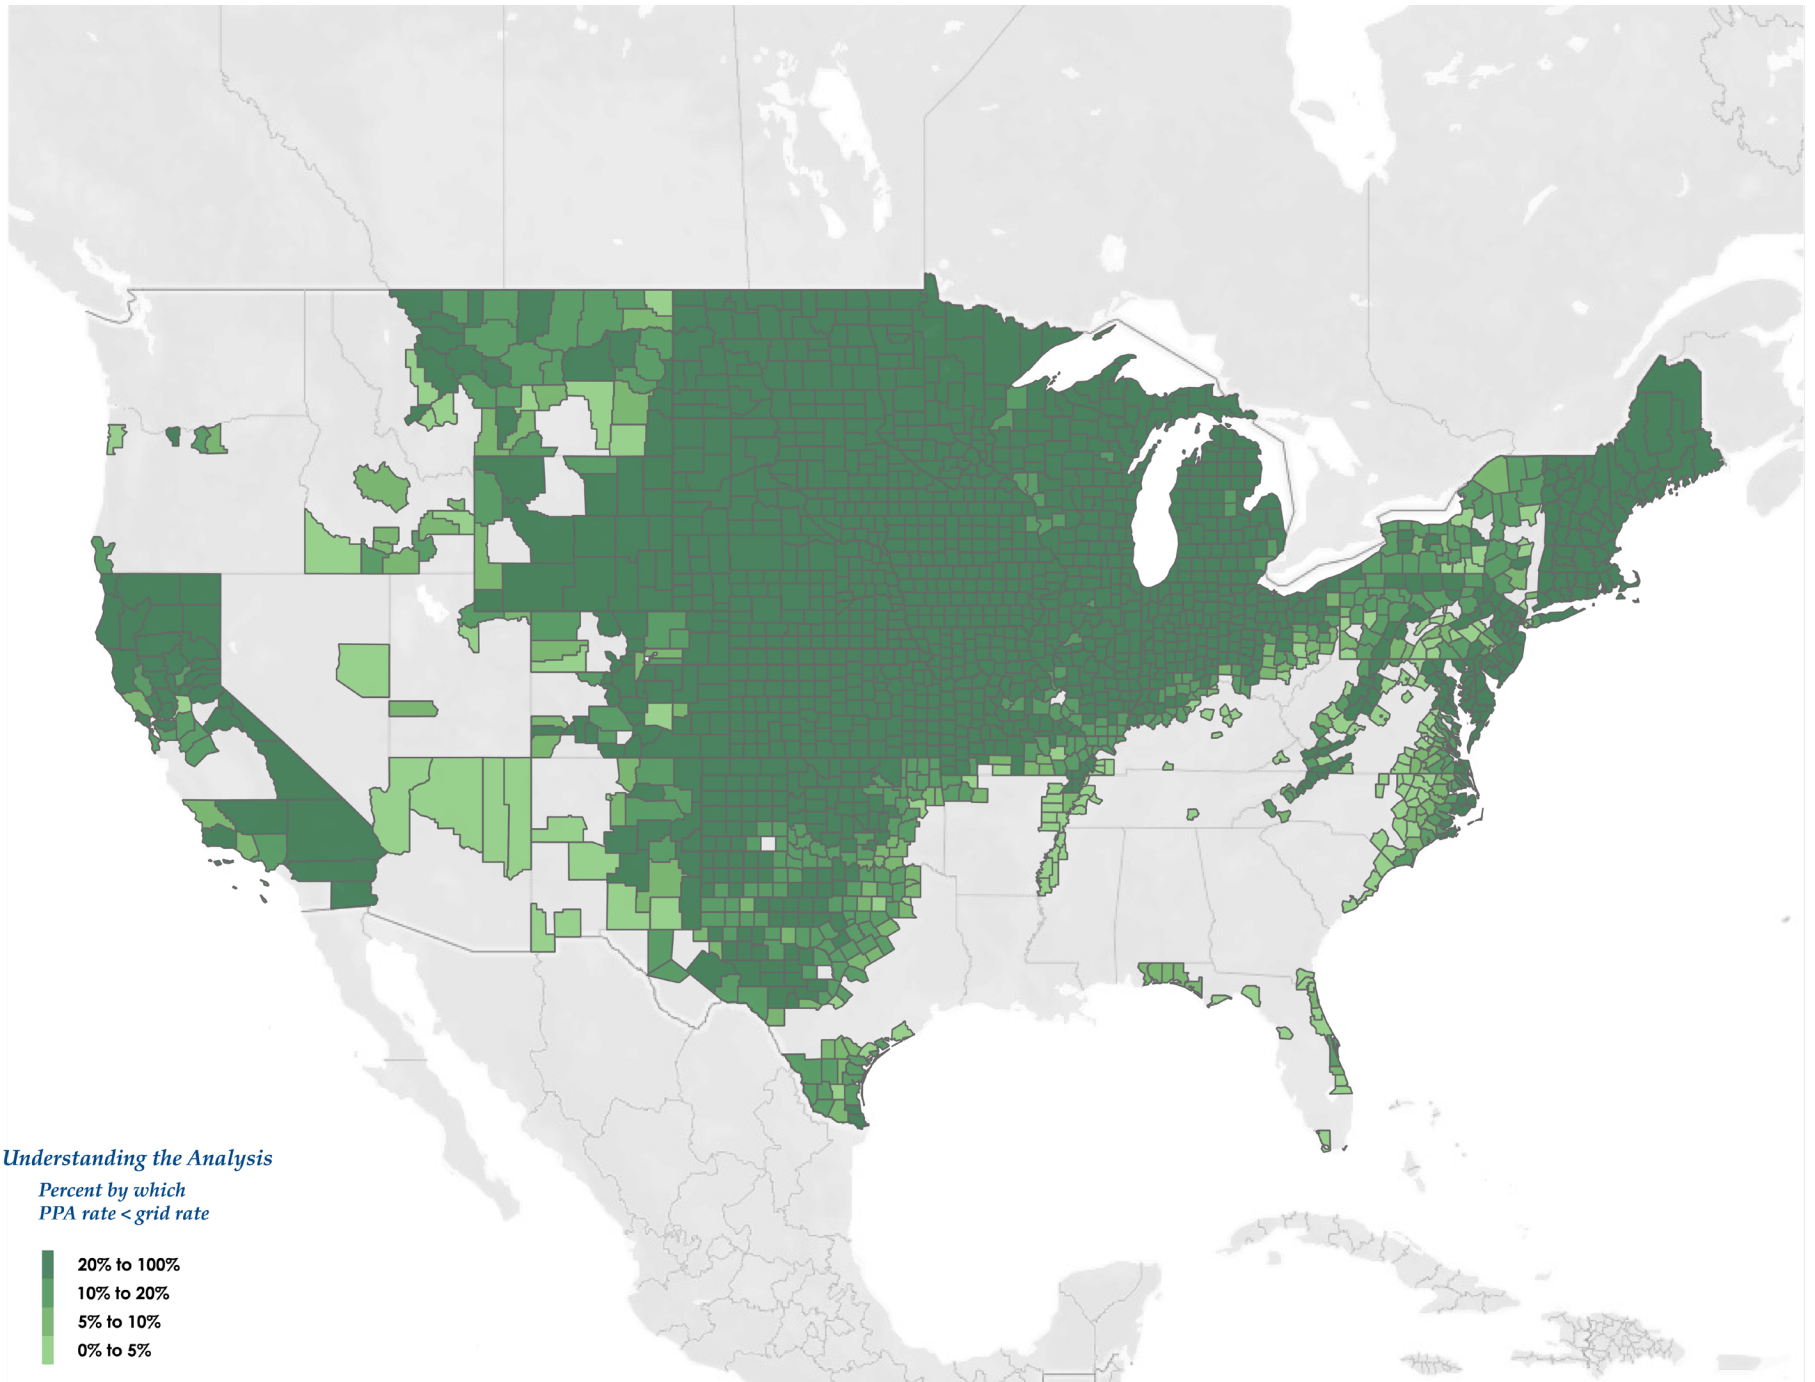 Understanding the Analysis
Percent by which
PPA rate < grid rate
20% to 100%
10% to 20%
5% to 10%
0% to 5%